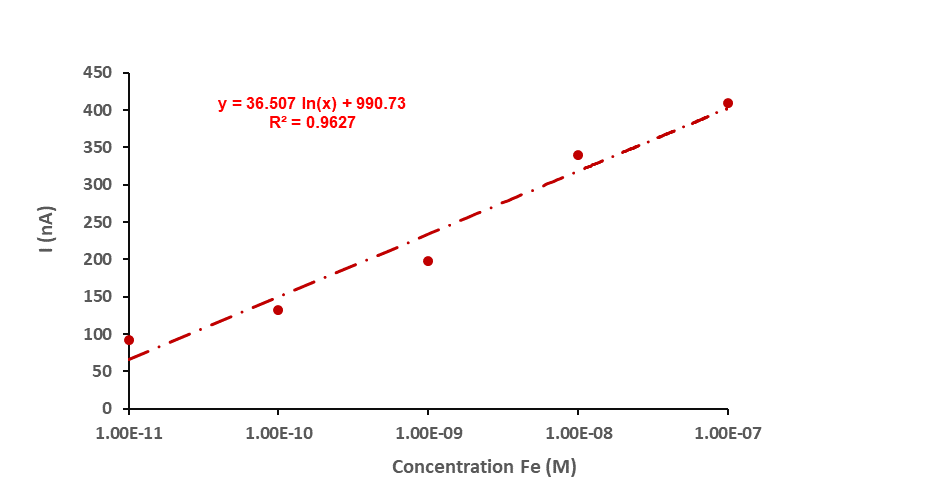 y = 36.507 ln(x) + 990.73
R² = 0.9627
I (nA)
450
400
350
300
250
200
150
100
50
0
1.00E-11 1.00E-10 1.00E-09 1.00E-08 1.00E-07
Concentration Fe (M)